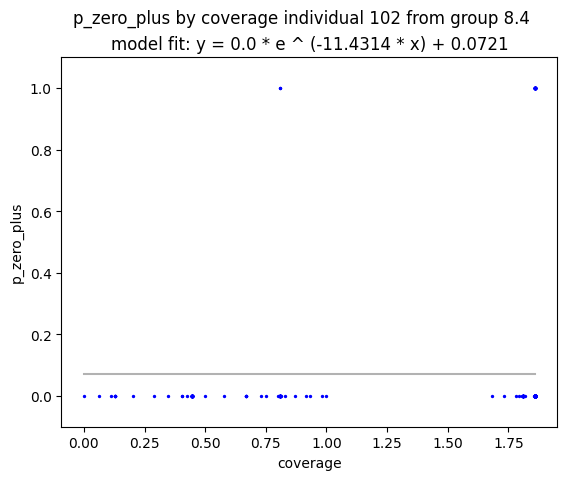 p_zero_plus by coverage individual 102 from group 8.4
model fit: y = 0.0 * e ^ (-11.4314 * x) + 0.0721
1.0
0.8
0.6
0.4
0.2
0.0
p_zero_plus
0.00 0.25 0.50 0.75 1.00 1.25 1.50 1.75
coverage